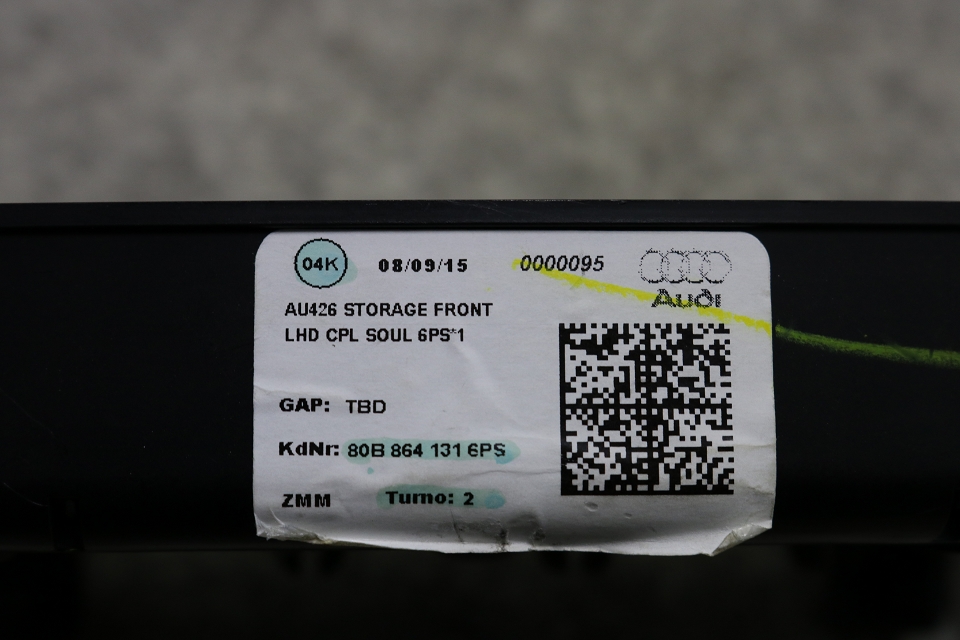 04K 08/09/15 0000095
Audi
AU426 STORAGE FRONT
LHD CPL SOUL 6PS*1
GAP: TBD
KdNr: 80B 864 131 6PS
ZMM Turno: 2